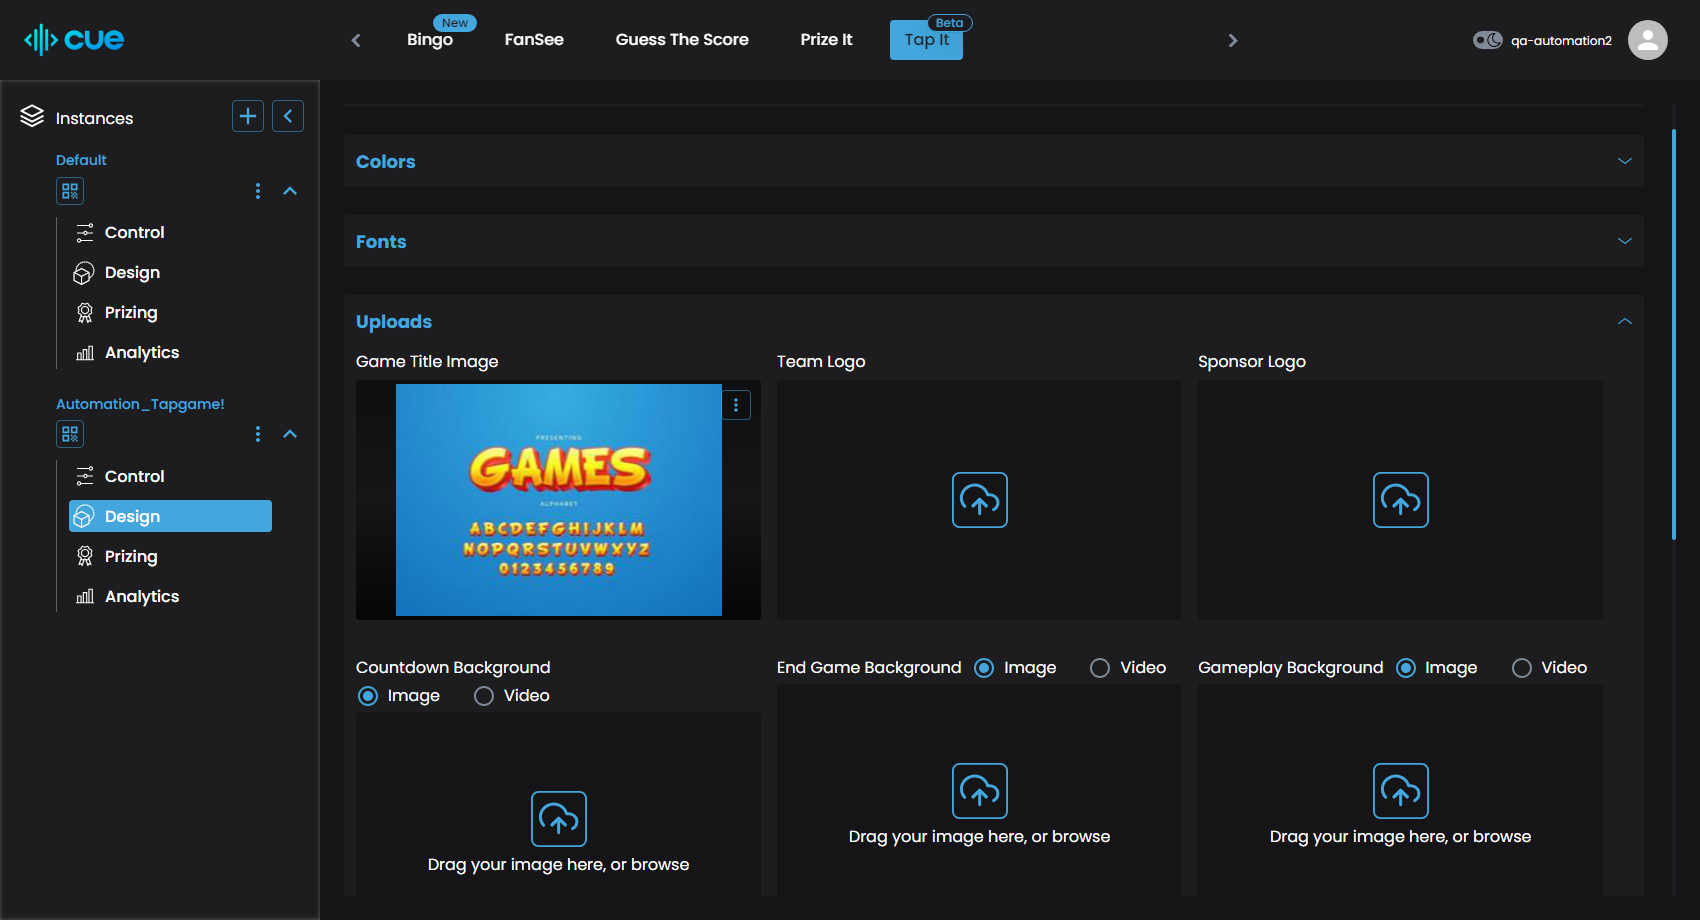 cue
Bingo
New
FanSee
Guess The Score
Prize It
Tap It
Beta
qa-automation2
Instances
Default
Control
Design
Prizing
Analytics
Automation_Tapgame!
Control
Design
Prizing
Analytics
Colors
Fonts
Uploads
Game Title Image
Team Logo
Sponsor Logo
PRESENTING
GAMES
ALPHABET
ABCDEFGHIJKLM
NOPQRSTUVWXYZ
0123456789
Countdown Background
Image Video
End Game Background Image Video
Gameplay Background Image Video
Drag your image here, or browse
Drag your image here, or browse
Drag your image here, or browse